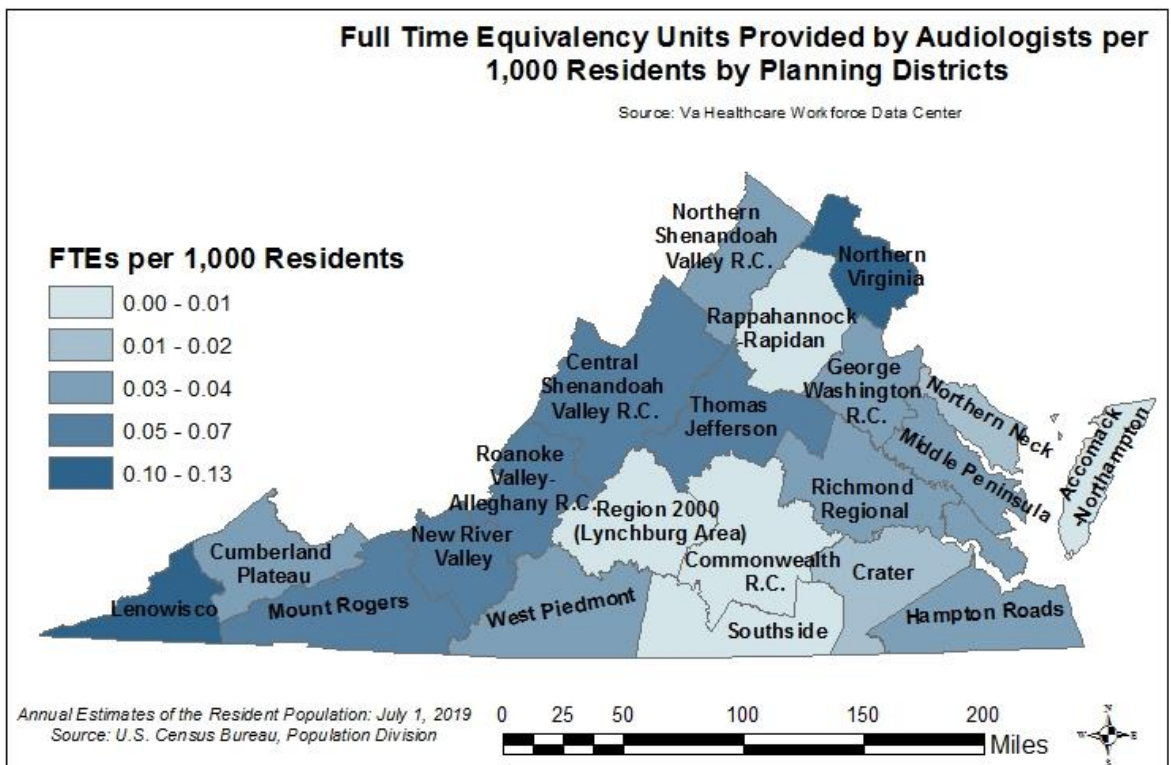 Full Time Equivalency Units Provided by Audiologists per
1,000 Residents by Planning Districts
Source: Va Healthcare Workforce Data Center
FTEs per 1,000 Residents
0.00 - 0.01
0.01 - 0.02
0.03 - 0.04
0.05 - 0.07
0.10 - 0.13
Northern
Shenandoah
Valley R.C.
Northern
Virginia
Rappahannock
-Rapidan
Central
Shenandoah
Valley R.C.
George
Washington
R.C.
Northern Neck
Thomas
Jefferson
Middle Peninsula
Accomack
-Northampton
Roanoke
Valley-
Alleghany R.C.
Richmond
Regional
Region 2000
(Lynchburg Area)
New River
Valley
Cumberland
Plateau
Commonwealth
R.C.
Crater
Lenowisco
Mount Rogers
West Piedmont
Southside
Hampton Roads
Annual Estimates of the Resident Population: July 1, 2019
Source: U.S. Census Bureau, Population Division
0 25 50 100 150 200
Miles
N
W E
S